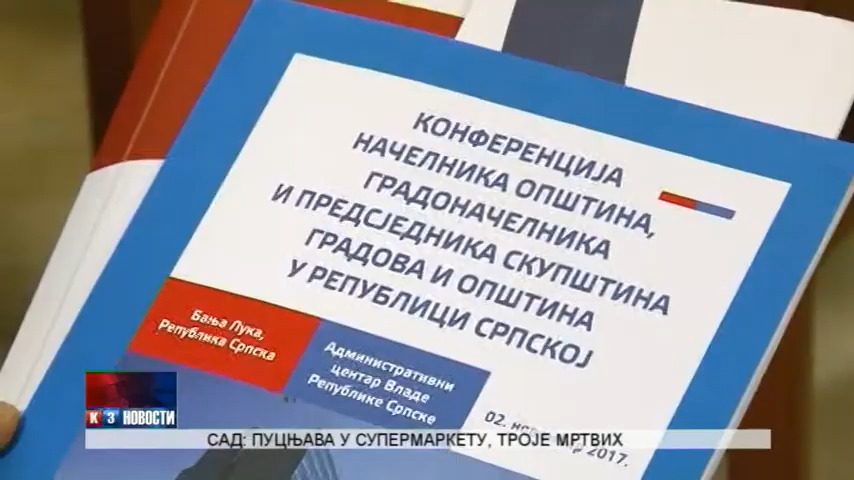 КОНФЕРЕНЦИЈА
НАЧЕЛНИКА ОПШТИНА,
ГРАДОНАЧЕЛНИКА
И ПРЕДСЈЕДНИКА СКУПШТИНА
ГРАДОВА И ОПШТИНА
У РЕПУБЛИЦИ СРПСКОЈ
Бања Лука,
Република Српска
Административни
центар Владе
Републике Српске
02. 2017.
К3 НОВОСТИ
САД: ПУЦЊАВА У СУПЕРМАРКЕТУ, ТРОЈЕ МРТВИХ